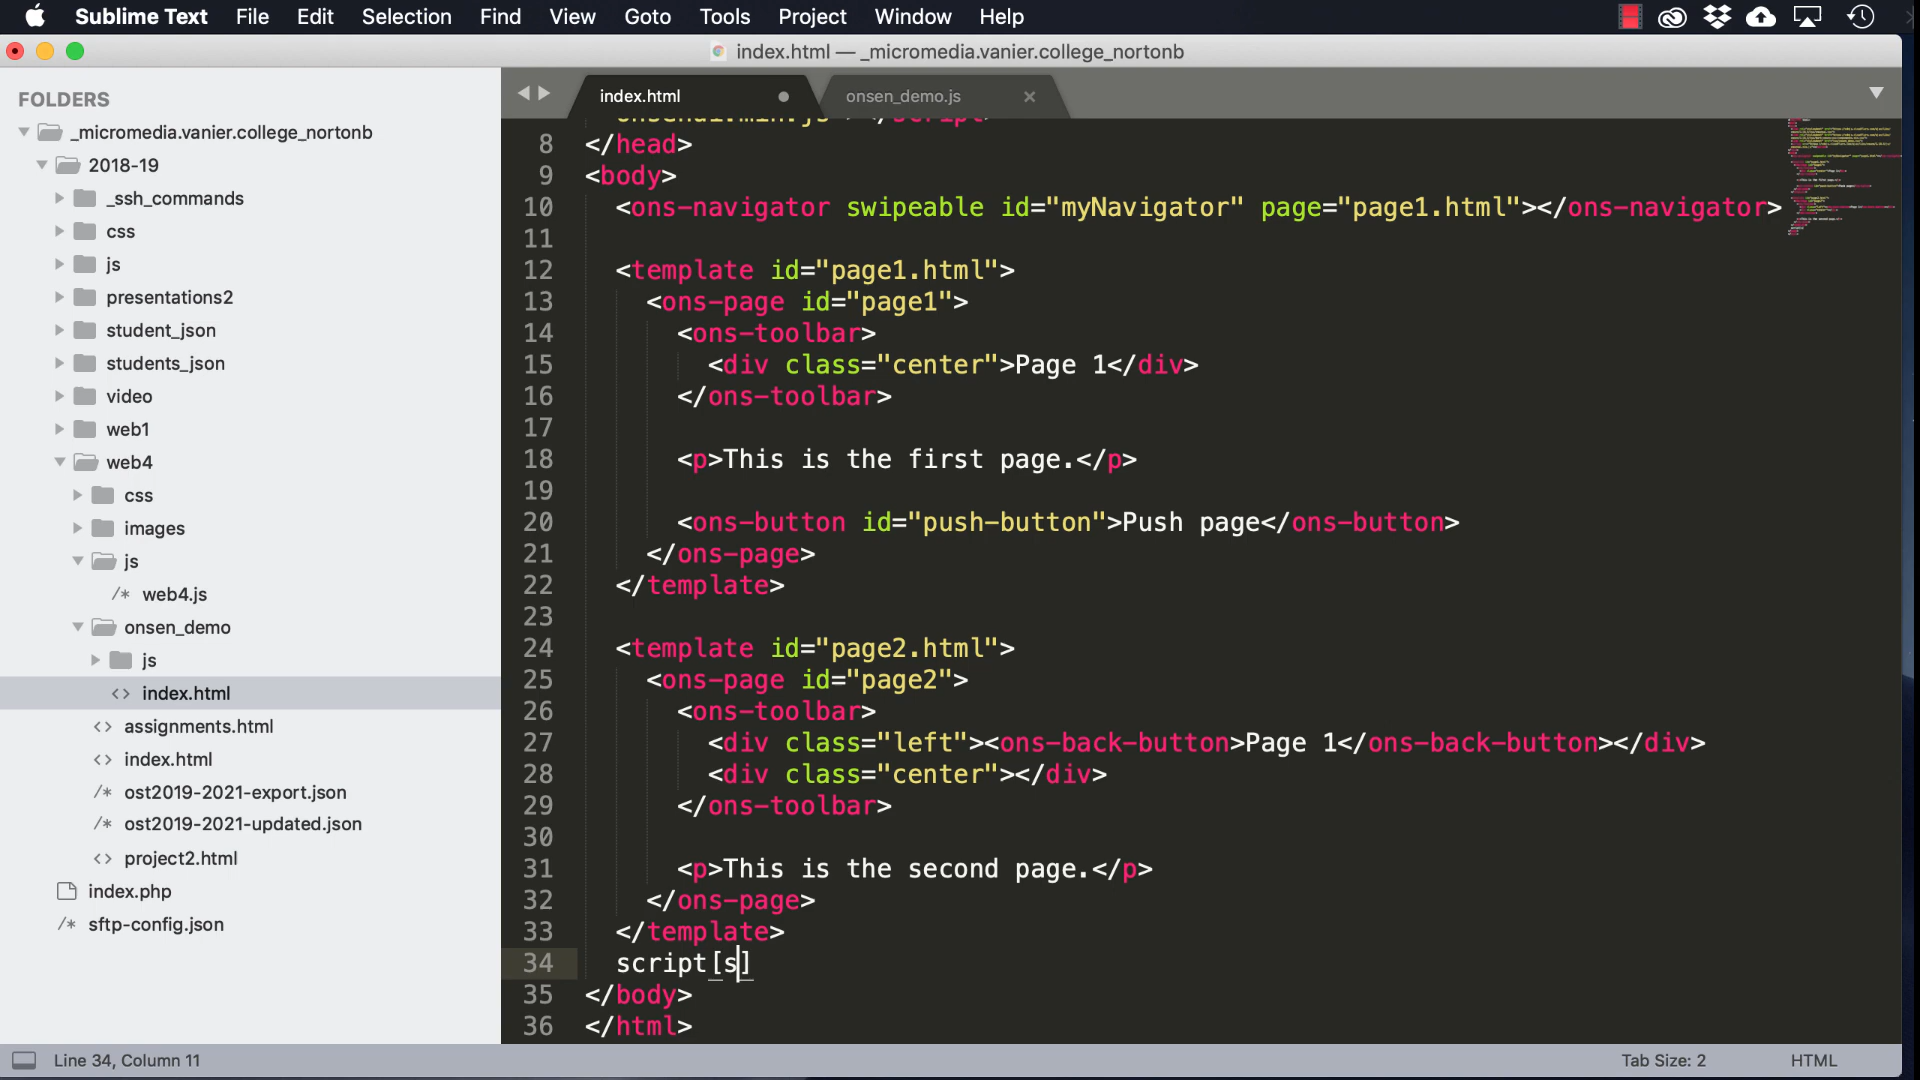 Sublime Text File Edit Selection Find View Goto Tools Project Window Help
index.html — _micromedia.vanier.college_nortonb
FOLDERS
_micromedia.vanier.college_nortonb
2018-19
_ssh_commands
css
js
presentations2
student_json
students_json
video
web1
web4
css
images
js
/* web4.js
onsen_demo
js
<> index.html
<> assignments.html
<> index.html
/* ost2019-2021-export.json
/* ost2019-2021-updated.json
<> project2.html
index.php
/* sftp-config.json
index.html
onsen_demo.js
8 </head>
9 <body>
10 <ons-navigator swipeable id="myNavigator" page="page1.html"></ons-navigator>
11
12 <template id="page1.html">
13 <ons-page id="page1">
14 <ons-toolbar>
15 <div class="center">Page 1</div>
16 </ons-toolbar>
17
18 <p>This is the first page.</p>
19
20 <ons-button id="push-button">Push page</ons-button>
21 </ons-page>
22 </template>
23
24 <template id="page2.html">
25 <ons-page id="page2">
26 <ons-toolbar>
27 <div class="left"><ons-back-button>Page 1</ons-back-button></div>
28 <div class="center"></div>
29 </ons-toolbar>
30
31 <p>This is the second page.</p>
32 </ons-page>
33 </template>
34 script[s]
35 </body>
36 </html>
Line 34, Column 11
Tab Size: 2
HTML